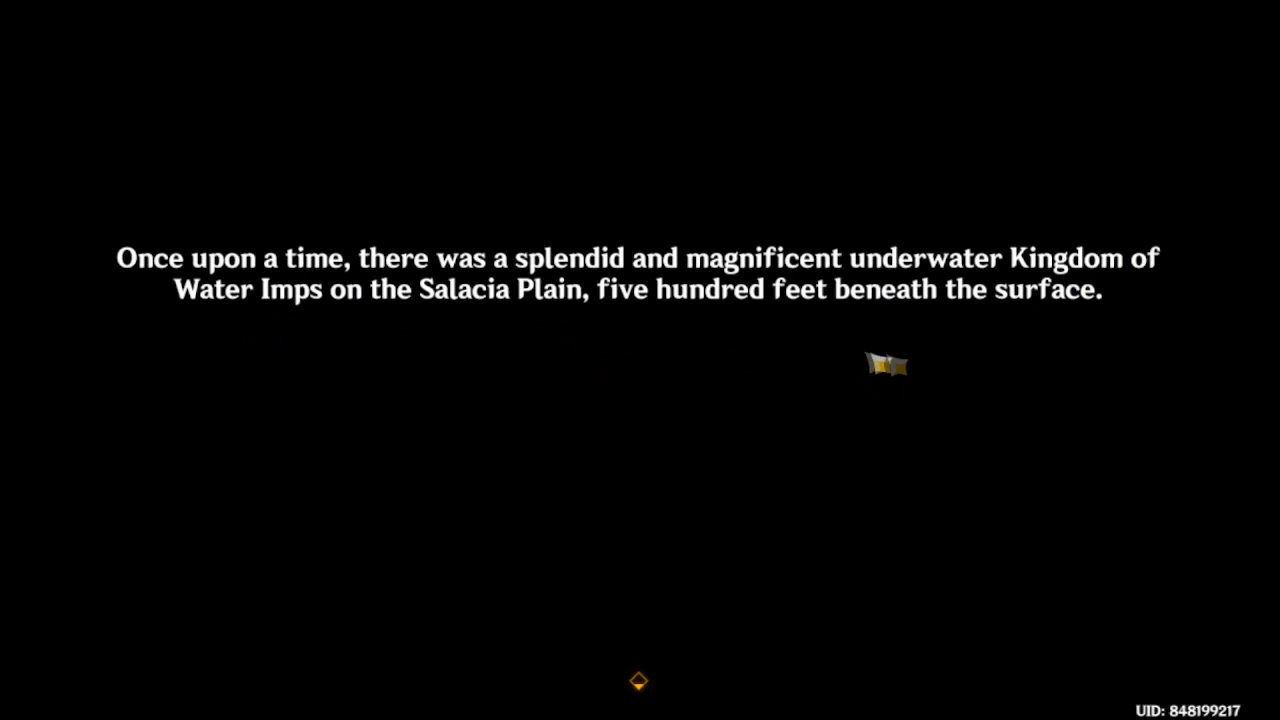 Once upon a time, there was a splendid and magnificent underwater Kingdom of
Water Imps on the Salacia Plain, five hundred feet beneath the surface.
UID: 848199217